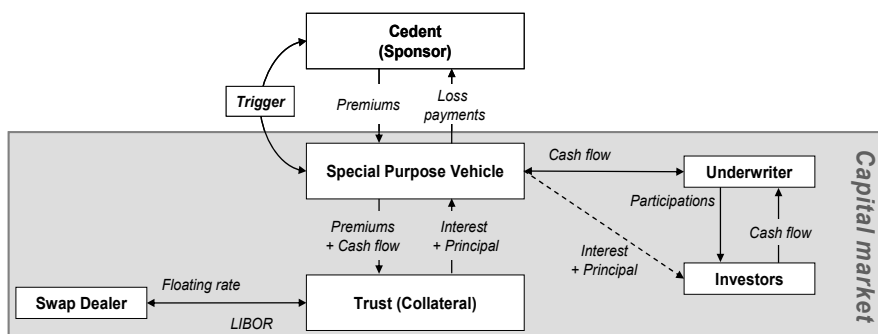 Cedent
(Sponsor)
Trigger
Premiums
Loss
payments
Special Purpose Vehicle
Cash flow
Underwriter
Participations
Premiums
+ Cash flow
Interest
+ Principal
Interest
+ Principal
Cash flow
Investors
Swap Dealer
Floating rate
LIBOR
Trust (Collateral)
Capital market